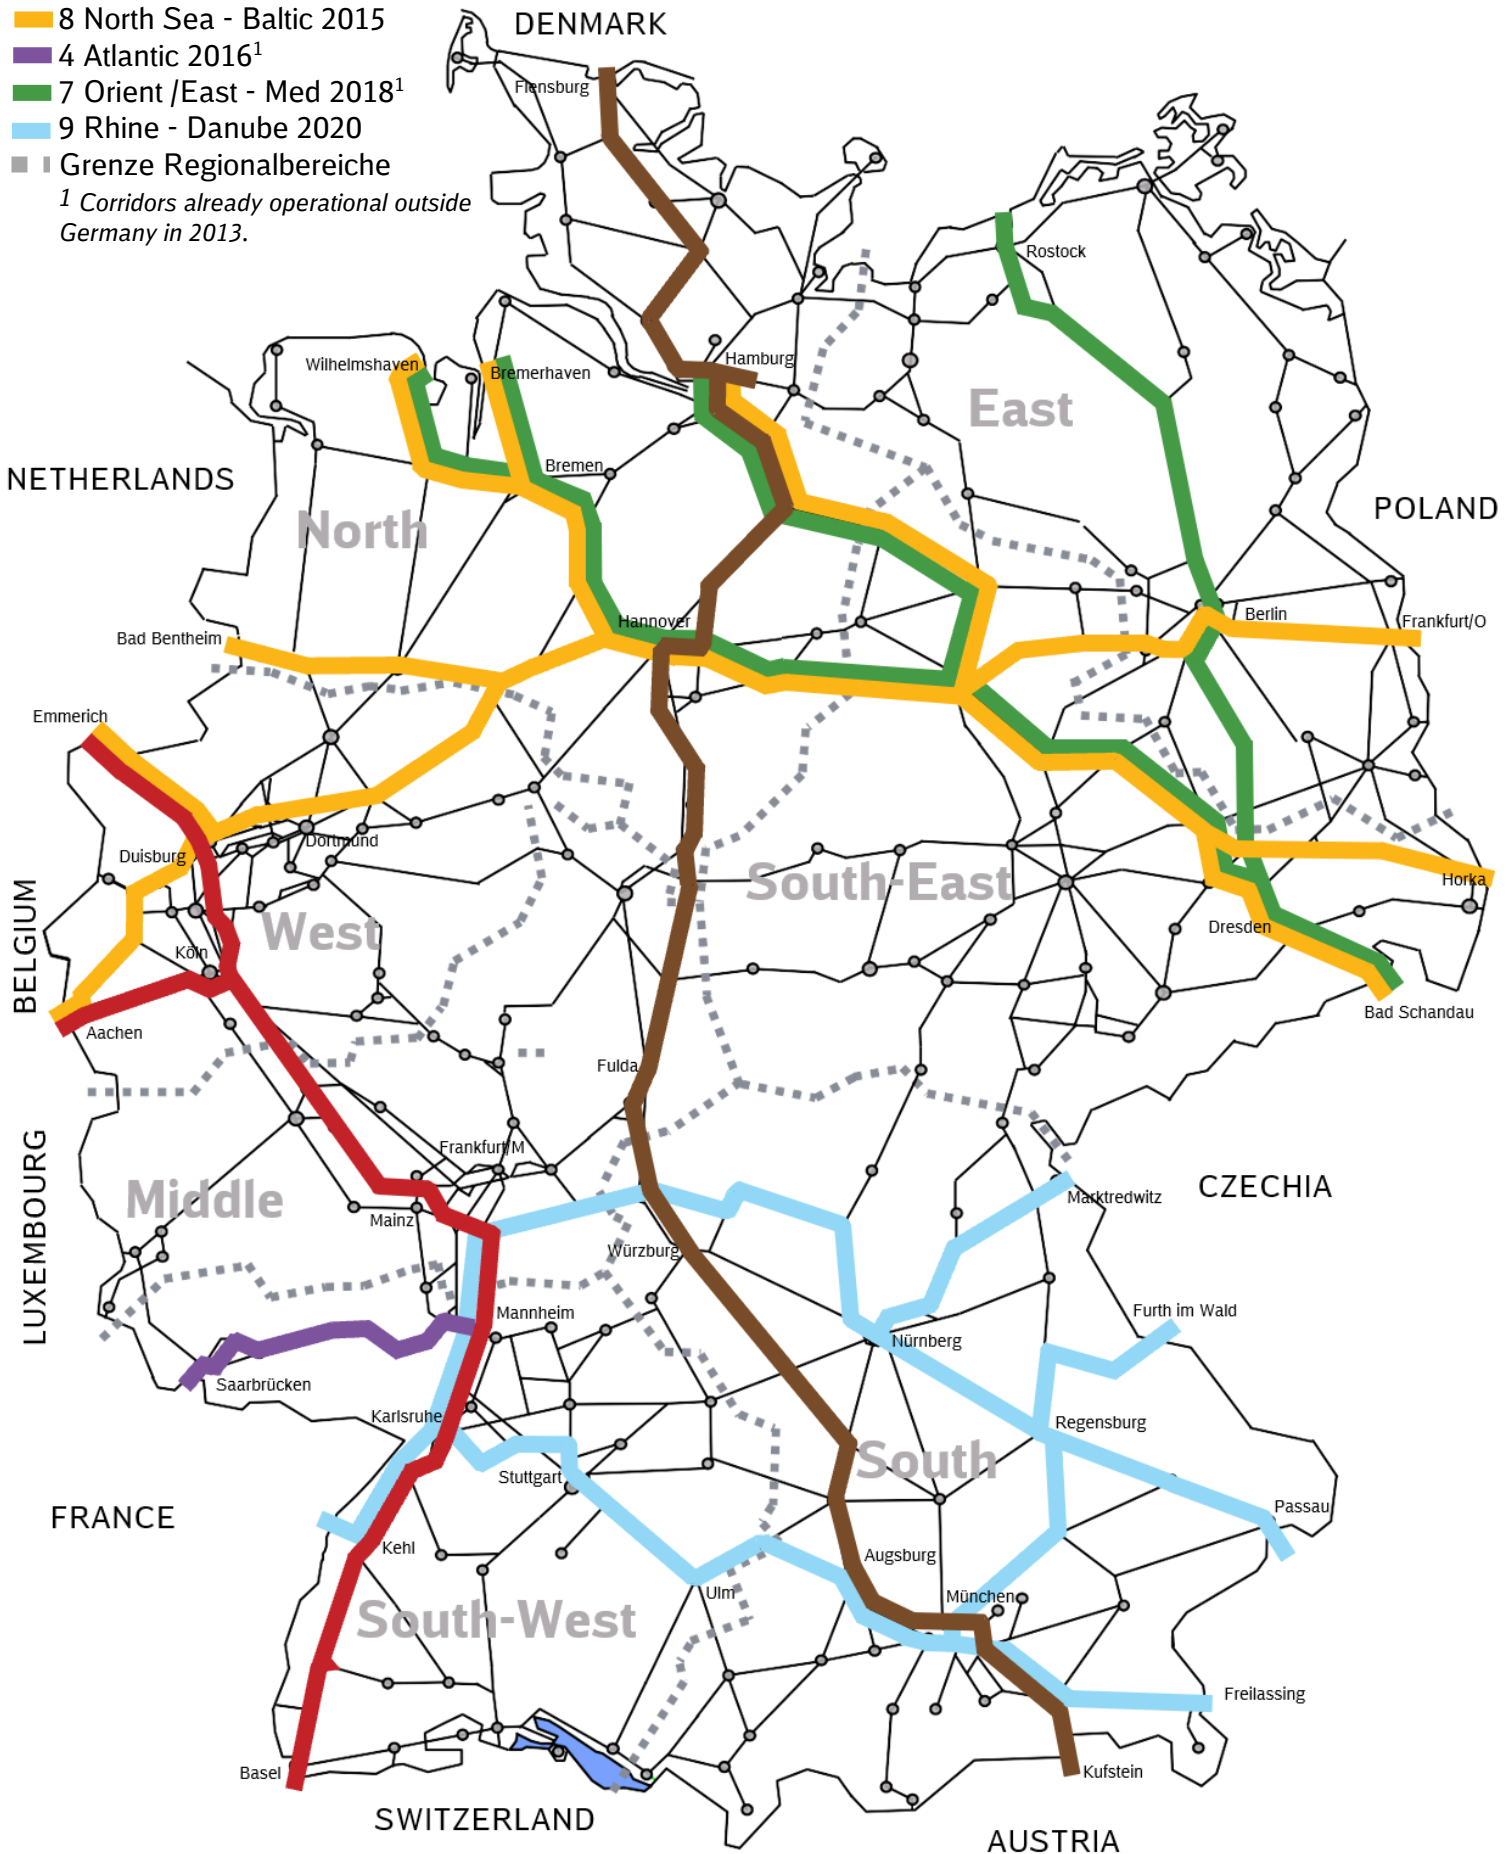 8 North Sea - Baltic 2015
4 Atlantic 2016¹
7 Orient /East - Med 2018¹
9 Rhine - Danube 2020
Grenze Regionalbereiche
1 Corridors already operational outside
Germany in 2013.
DENMARK
Flensburg
Rostock
Hamburg
Wilhelmshaven
Bremerhaven
East
Bremen
NETHERLANDS
POLAND
North
Hannover
Berlin
Frankfurt/O
Bad Bentheim
Emmerich
Dortmund
Duisburg
South-East
Horka
BELGIUM
West
Dresden
Köln
Aachen
Bad Schandau
Fulda
Frankfurt/M
LUXEMBOURG
Middle
CZECHIA
Marktredwitz
Mainz
Würzburg
Mannheim
Furth im Wald
Nürnberg
Saarbrücken
Karlsruhe
Regensburg
South
Stuttgart
FRANCE
Passau
Kehl
Augsburg
Ulm
München
South-West
Freilassing
Basel
Kufstein
SWITZERLAND
AUSTRIA